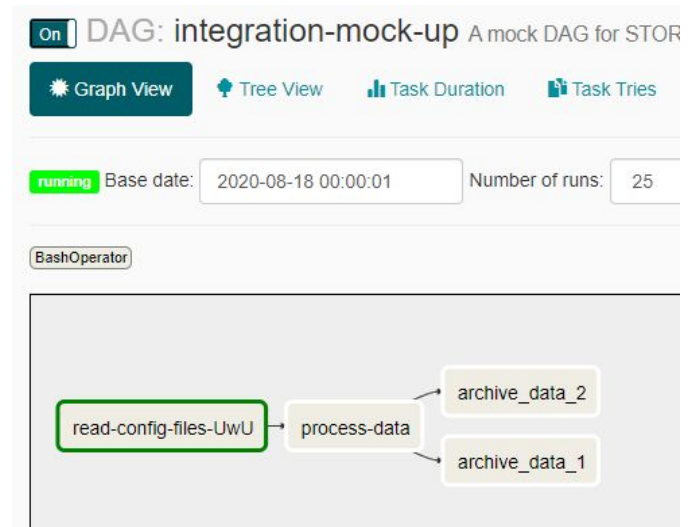 On DAG: integration-mock-up A mock DAG for STOR
Graph View Tree View Task Duration Task Tries
running Base date: 2020-08-18 00:00:01 Number of runs: 25
BashOperator
archive_data_2
read-config-files-UwU process-data
archive_data_1